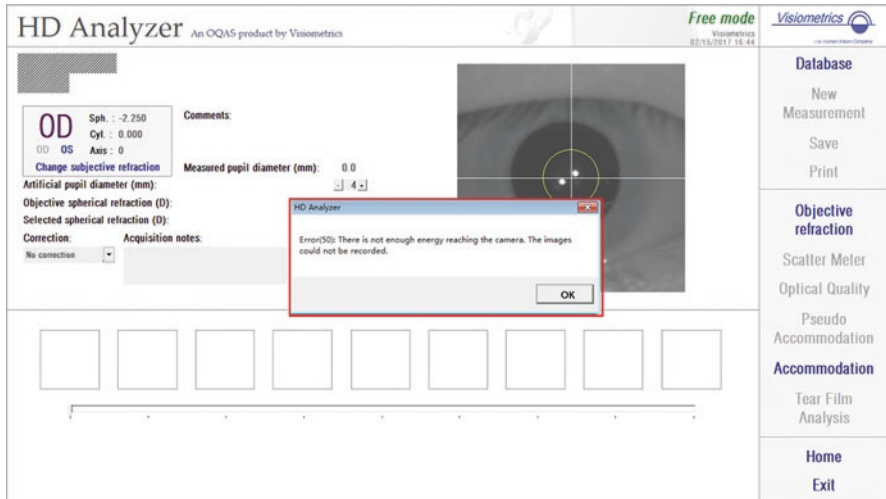 HD Analyzer An OQAS product by Visiometrics
Free mode
Visiometrics
02/15/2017 16:44
Visiometrics
OD
OD OS
Sph. : -2.250
Cyl. : 0.000
Axis : 0
Change subjective refraction
Comments:
Measured pupil diameter (mm): 0.0
Artificial pupil diameter (mm): - 4 +
Objective spherical refraction (D):
Selected spherical refraction (D):
Correction: Acquisition notes:
No correction
HD Analyzer
Error(50): There is not enough energy reaching the camera. The images
could not be recorded.
OK
Database
New
Measurement
Save
Print
Objective
refraction
Scatter Meter
Optical Quality
Pseudo
Accommodation
Accommodation
Tear Film
Analysis
Home
Exit